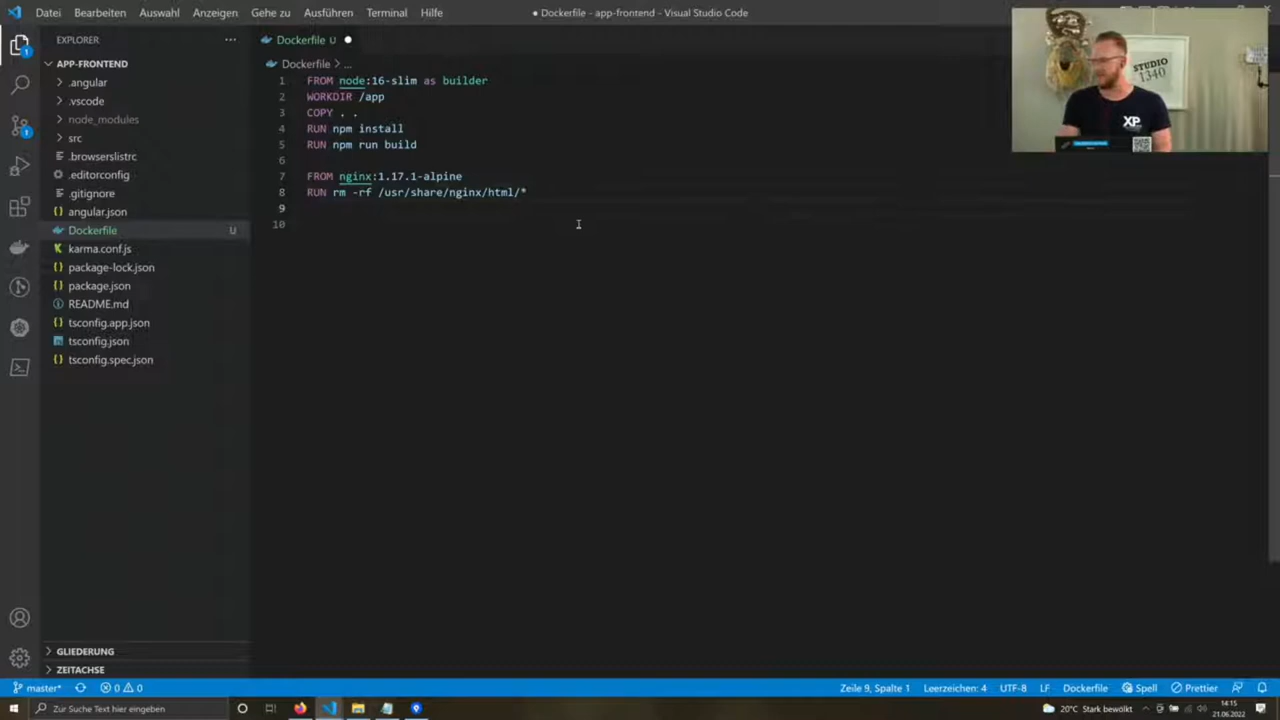 Datei Bearbeiten Auswahl Anzeigen Gehe zu Ausführen Terminal Hilfe
● Dockerfile - app-frontend - Visual Studio Code
EXPLORER ...
APP-FRONTEND
.angular
.vscode
node_modules
src
.browserslistrc
.editorconfig
.gitignore
angular.json
Dockerfile U
karma.conf.js
package-lock.json
package.json
README.md
tsconfig.app.json
tsconfig.json
tsconfig.spec.json
GLIEDERUNG
ZEITACHSE
Dockerfile U ●
Dockerfile > ...
1 FROM node:16-slim as builder
2 WORKDIR /app
3 COPY . .
4 RUN npm install
5 RUN npm run build
6
7 FROM nginx:1.17.1-alpine
8 RUN rm -rf /usr/share/nginx/html/*
9
10
STUDIO
1340
XP
master* 0 0
Zeile 9, Spalte 1 Leerzeichen: 4 UTF-8 LF Dockerfile Spell Prettier
Zur Suche Text hier eingeben
20°C Stark bewölkt
14:15
21.06.2022